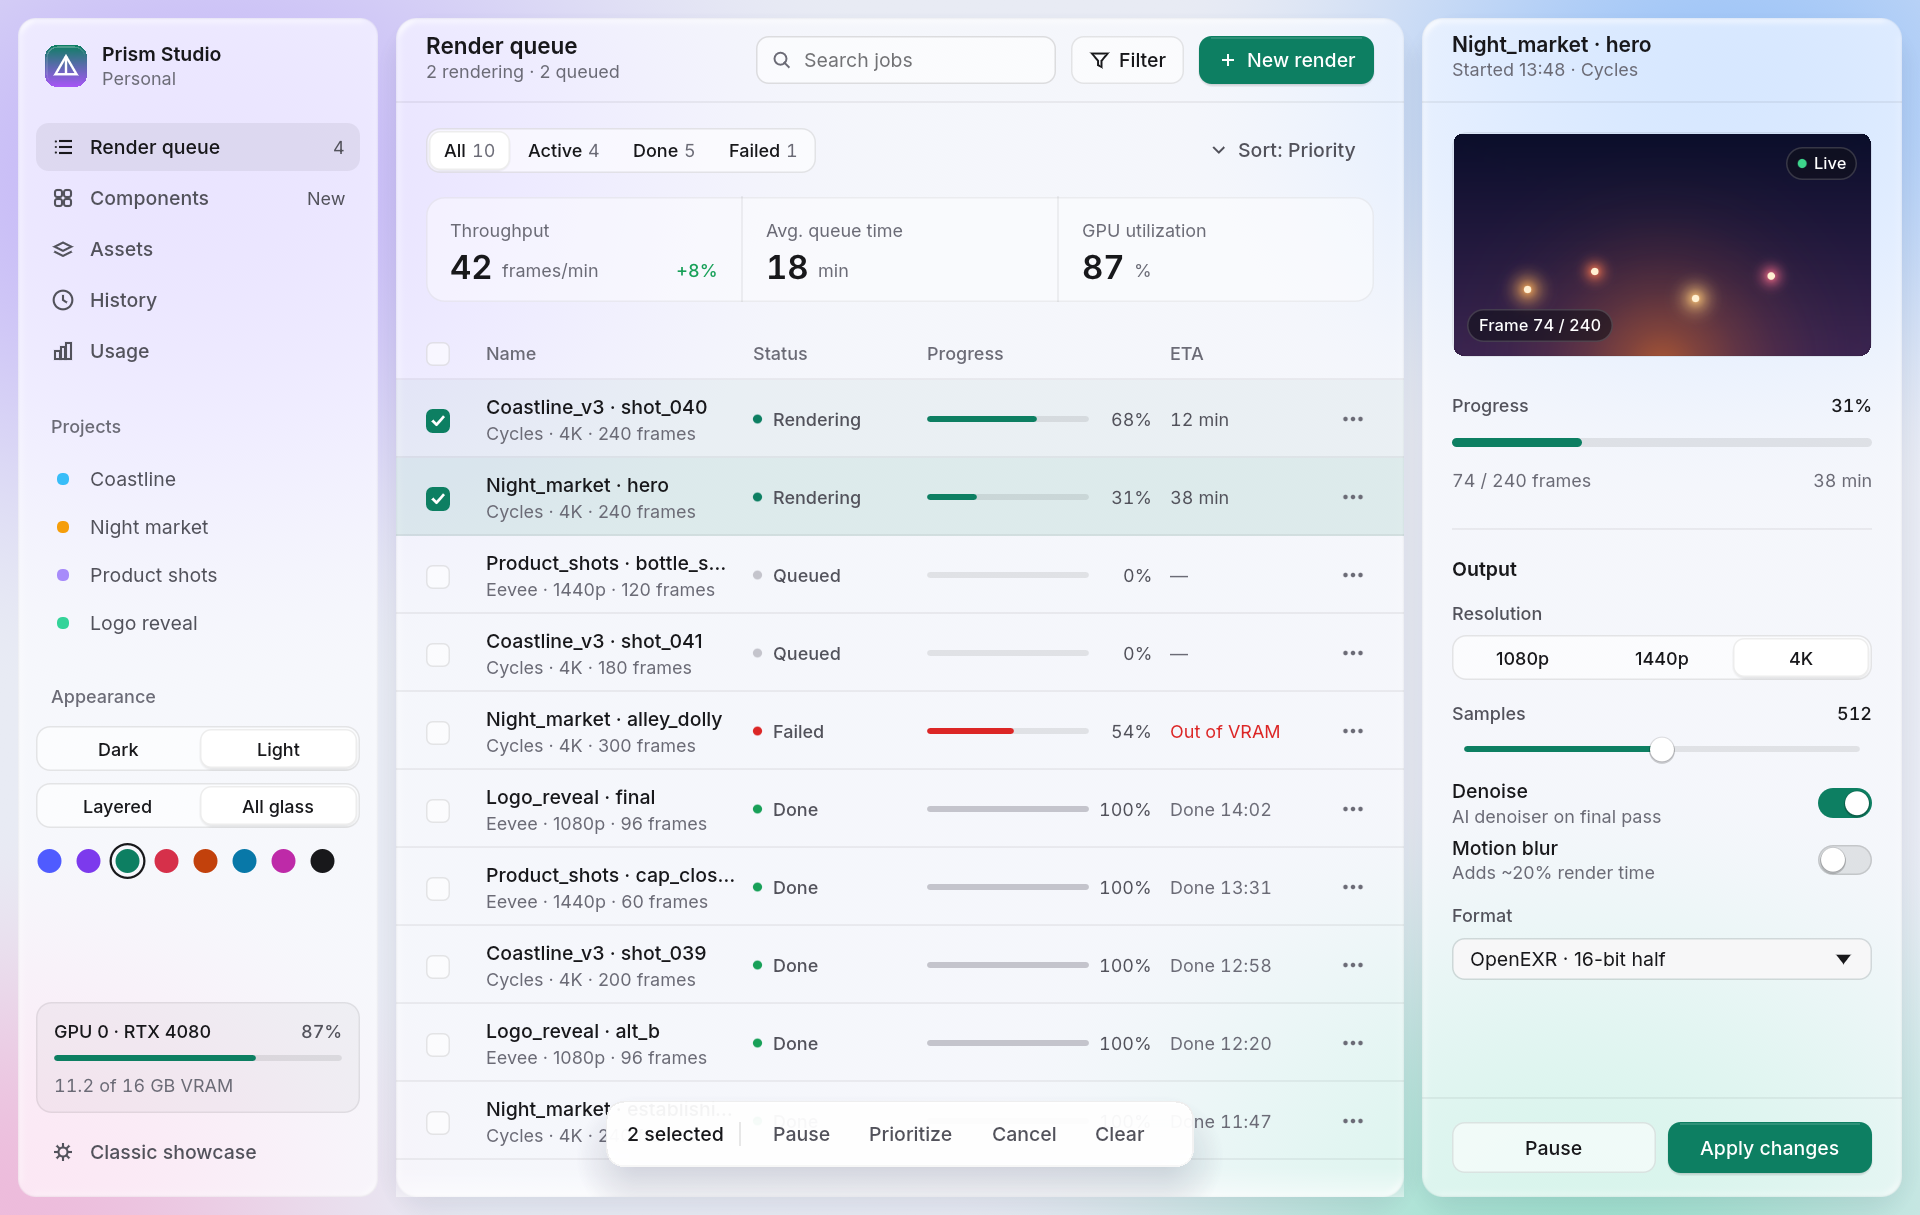 Prism Studio
Personal
Render queue 4
Components New
Assets
History
Usage
Projects
Coastline
Night market
Product shots
Logo reveal
Appearance
Dark Light
Layered All glass
GPU 0 · RTX 4080 87%
11.2 of 16 GB VRAM
Classic showcase
Render queue
2 rendering · 2 queued
Search jobs
Filter
+ New render
All 10 Active 4 Done 5 Failed 1
Sort: Priority
Throughput
42 frames/min +8%
Avg. queue time
18 min
GPU utilization
87 %
Name Status Progress ETA
Coastline_v3 · shot_040
Cycles · 4K · 240 frames
Rendering 68% 12 min
Night_market · hero
Cycles · 4K · 240 frames
Rendering 31% 38 min
Product_shots · bottle_s...
Eevee · 1440p · 120 frames
Queued 0% —
Coastline_v3 · shot_041
Cycles · 4K · 180 frames
Queued 0% —
Night_market · alley_dolly
Cycles · 4K · 300 frames
Failed 54% Out of VRAM
Logo_reveal · final
Eevee · 1080p · 96 frames
Done 100% Done 14:02
Product_shots · cap_clos...
Eevee · 1440p · 60 frames
Done 100% Done 13:31
Coastline_v3 · shot_039
Cycles · 4K · 200 frames
Done 100% Done 12:58
Logo_reveal · alt_b
Eevee · 1080p · 96 frames
Done 100% Done 12:20
Night_market · establishi...
Cycles · 4K · 2
Done 100% Done 11:47
2 selected Pause Prioritize Cancel Clear
Night_market · hero
Started 13:48 · Cycles
Live
Frame 74 / 240
Progress 31%
74 / 240 frames 38 min
Output
Resolution
1080p 1440p 4K
Samples 512
Denoise
AI denoiser on final pass
Motion blur
Adds ~20% render time
Format
OpenEXR · 16-bit half
Pause Apply changes